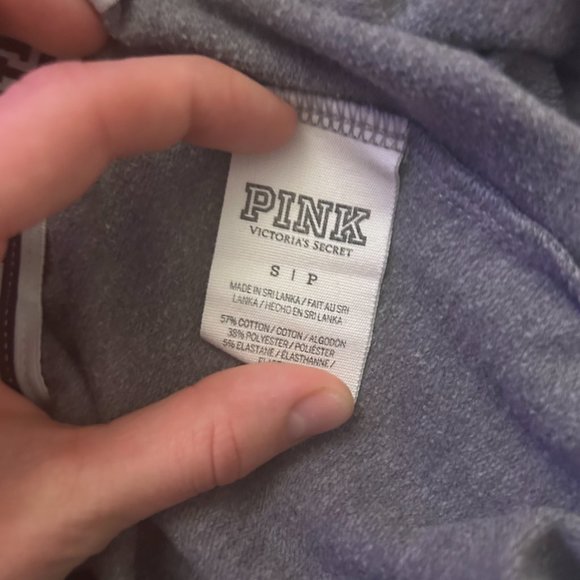 PINK
VICTORIA'S SECRET
S | P
MADE IN SRI LANKA / FAIT AU SRI
LANKA / HECHO EN SRI LANKA
57% COTTON / COTON / ALGODON
38% POLYESTER / POLIÉSTER
5% ELASTANE / ÉLASTHANNE /